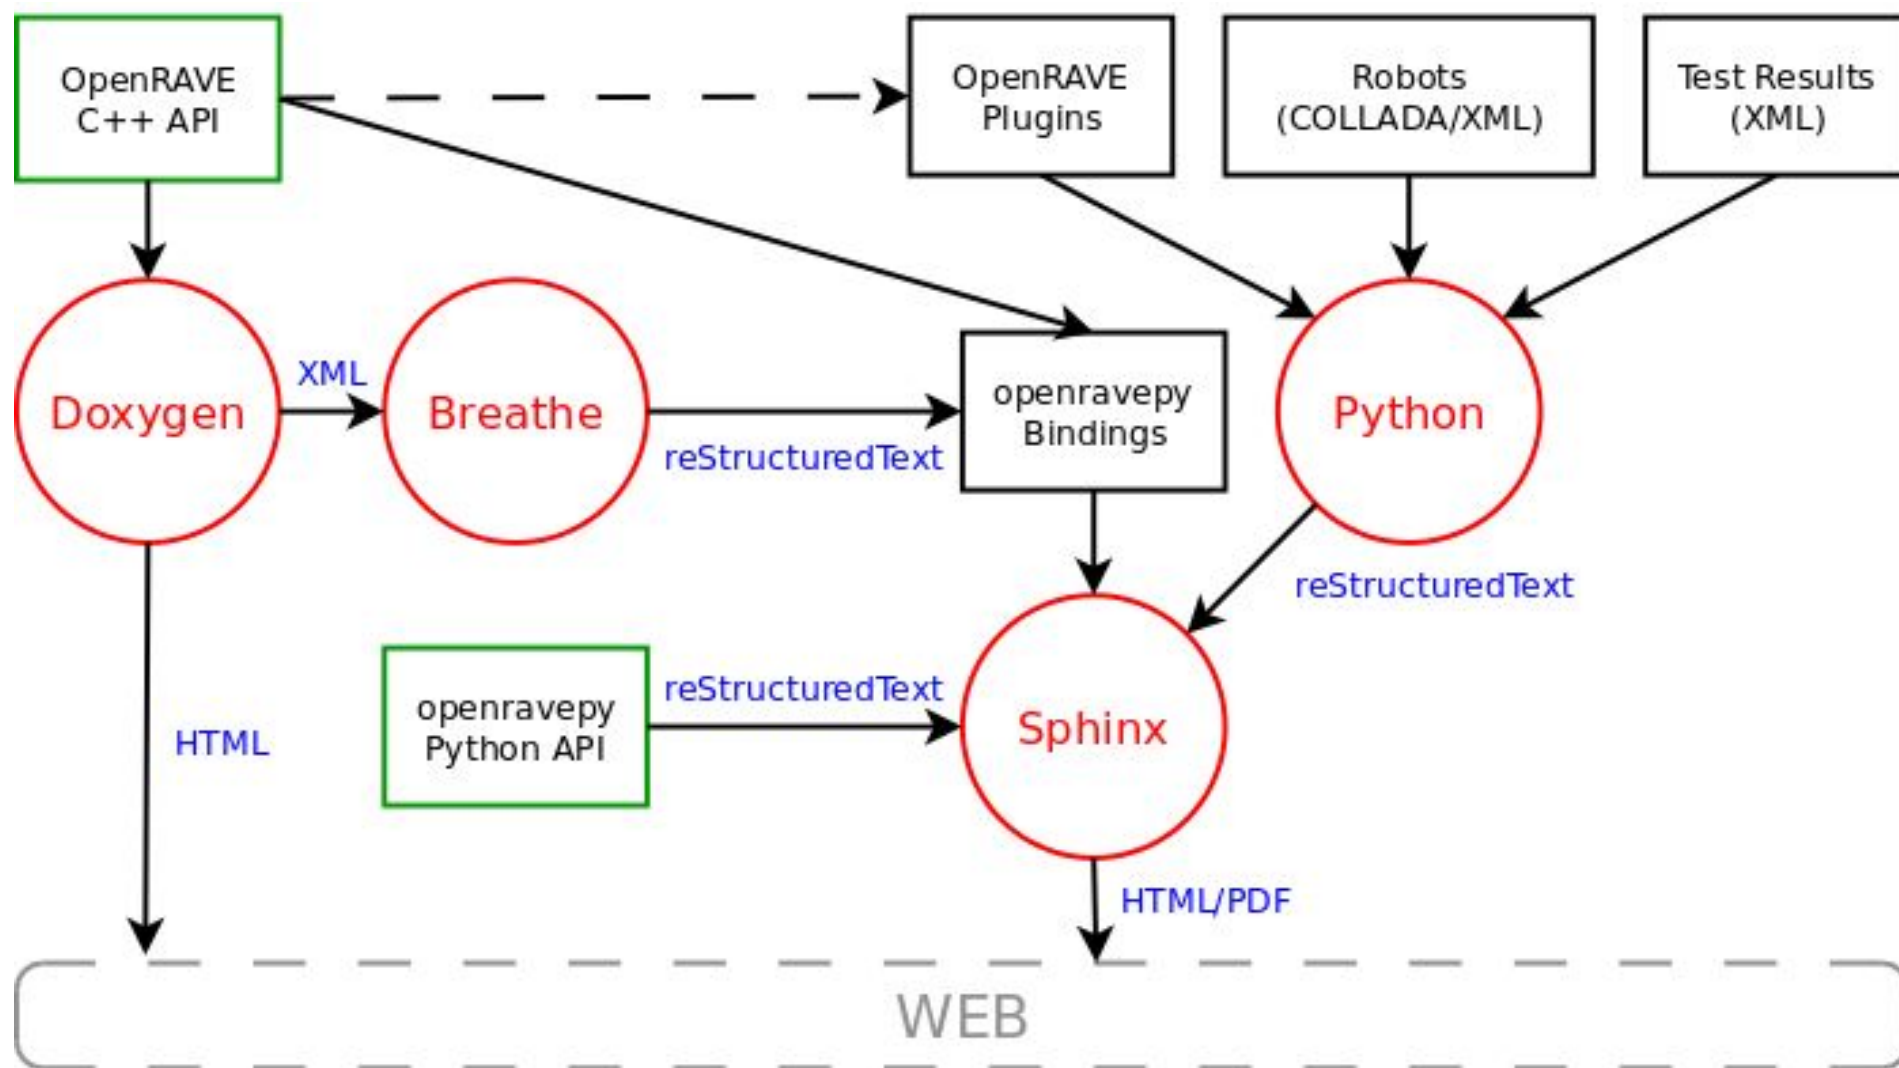 OpenRAVE
C++ API
OpenRAVE
Plugins
Robots
(COLLADA/XML)
Test Results
(XML)
Doxygen
XML
Breathe
reStructuredText
openravepy
Bindings
Python
reStructuredText
openravepy
Python API
reStructuredText
Sphinx
HTML
HTML/PDF
WEB